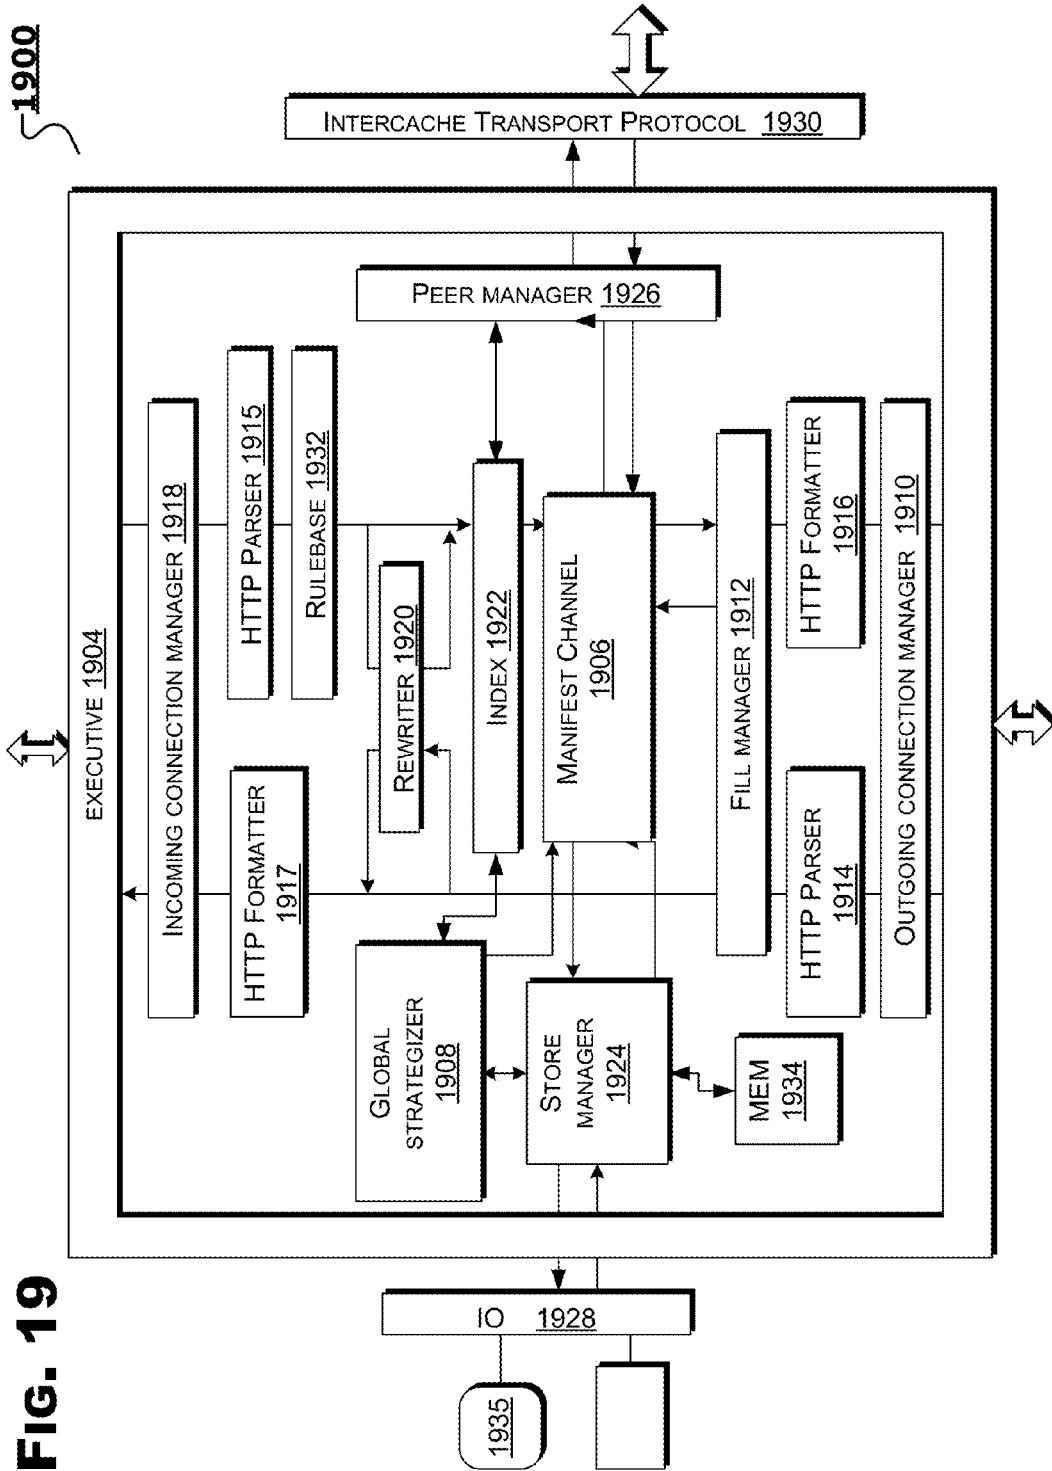 1900
INTERCACHE TRANSPORT PROTOCOL 1930
EXECUTIVE 1904
PEER MANAGER 1926
INCOMING CONNECTION MANAGER 1918
HTTP PARSER 1915
RULEBASE 1932
HTTP FORMATTER
1917
REWRITER 1920
INDEX 1922
MANIFEST CHANNEL
1906
GLOBAL
STRATEGIZER
1908
STORE
MANAGER
1924
MEM
1934
FILL MANAGER 1912
HTTP FORMATTER
1916
HTTP PARSER
1914
OUTGOING CONNECTION MANAGER 1910
IO 1928
1935
FIG. 19